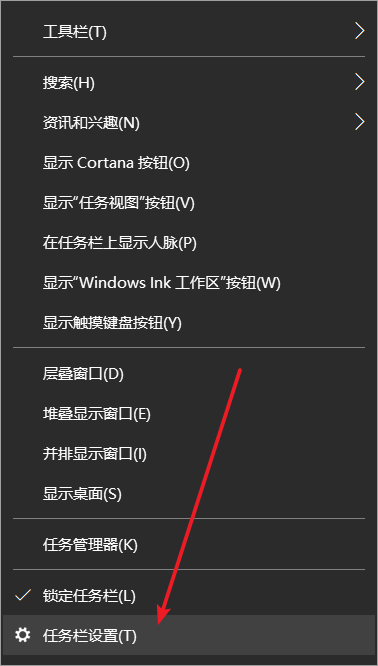 工具栏(T)
搜索(H)
资讯和兴趣(N)
显示 Cortana 按钮(O)
显示“任务视图”按钮(V)
在任务栏上显示人脉(P)
显示“Windows Ink 工作区”按钮(W)
显示触摸键盘按钮(Y)
层叠窗口(D)
堆叠显示窗口(E)
并排显示窗口(I)
显示桌面(S)
任务管理器(K)
锁定任务栏(L)
任务栏设置(T)